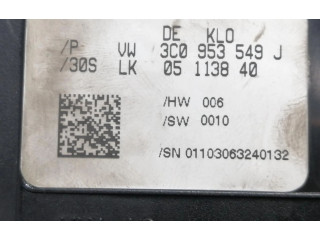 DE KLO
/P VW 3C0 953 549 J
/30S LK 05 1138 40
/HW 006
/SW 0010
/SN 01103063240132